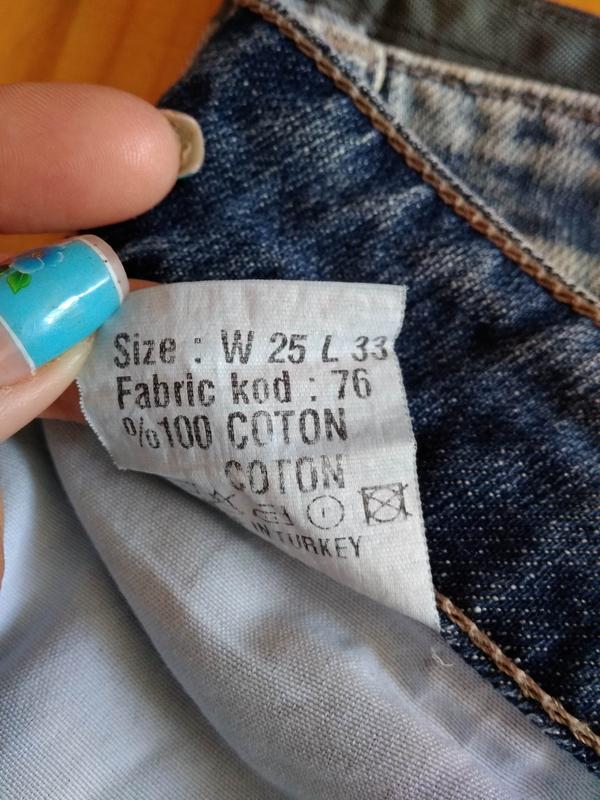 Size : W 25 L 33
Fabric kod : 76
%100 COTON
COTON
IN TURKEY